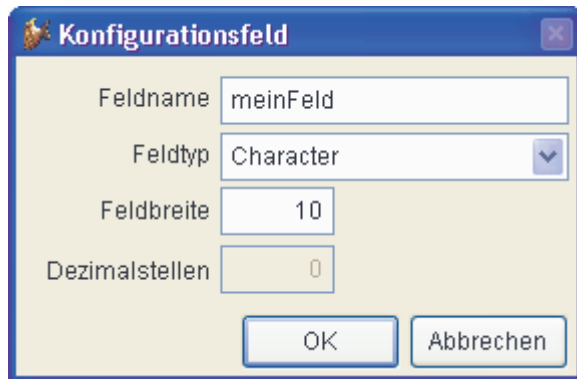 Konfigurationsfeld
Feldname meinFeld
Feldtyp Character
Feldbreite 10
Dezimalstellen 0
OK Abbrechen